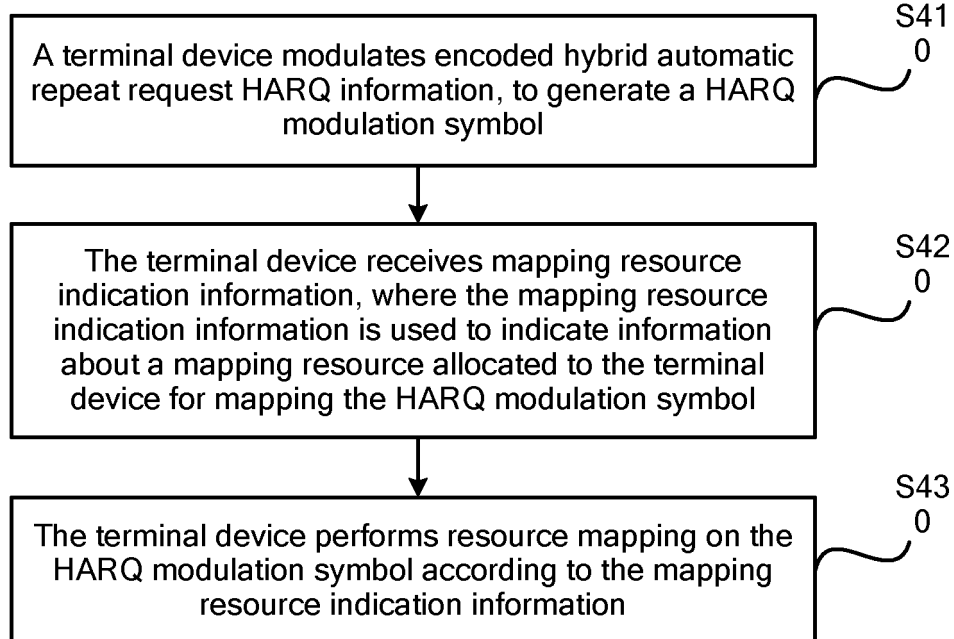 S41
0
A terminal device modulates encoded hybrid automatic
repeat request HARQ information, to generate a HARQ
modulation symbol
S42
0
The terminal device receives mapping resource
indication information, where the mapping resource
indication information is used to indicate information
about a mapping resource allocated to the terminal
device for mapping the HARQ modulation symbol
S43
0
The terminal device performs resource mapping on the
HARQ modulation symbol according to the mapping
resource indication information